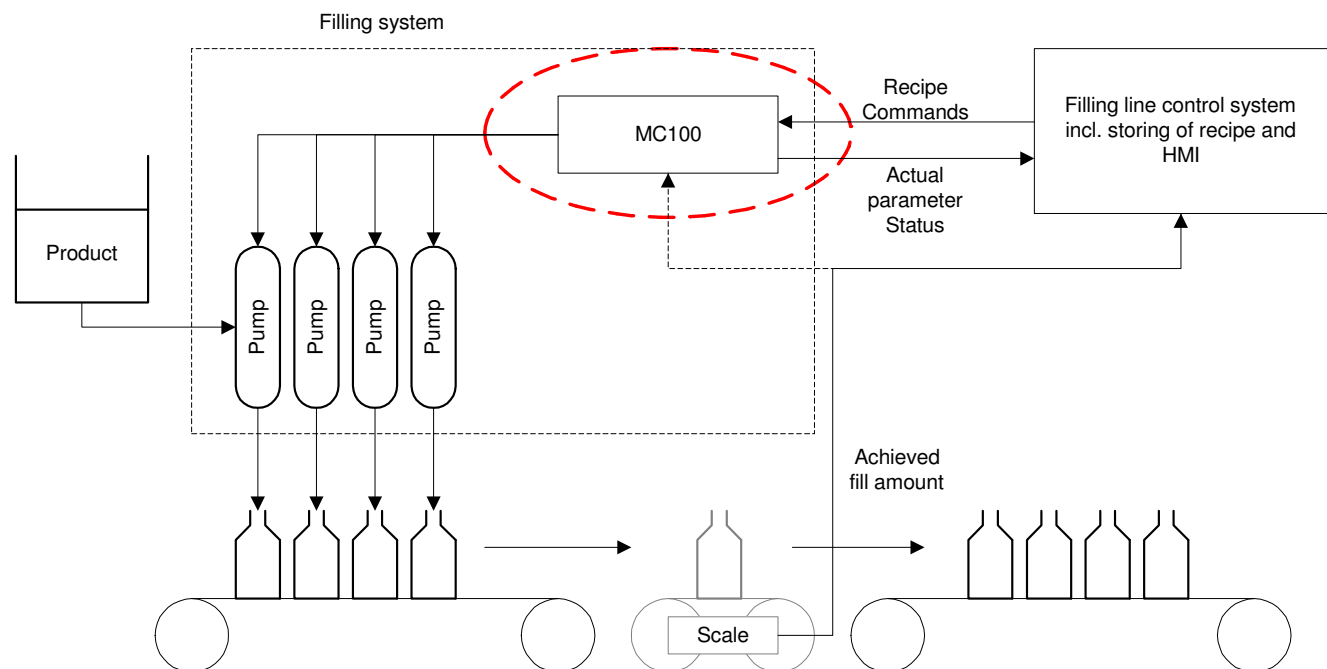 Filling system
MC100
Recipe
Commands
Actual
parameter
Status
Filling line control system
incl. storing of recipe and
HMI
Product
Pump
Pump
Pump
Pump
Achieved
fill amount
Scale